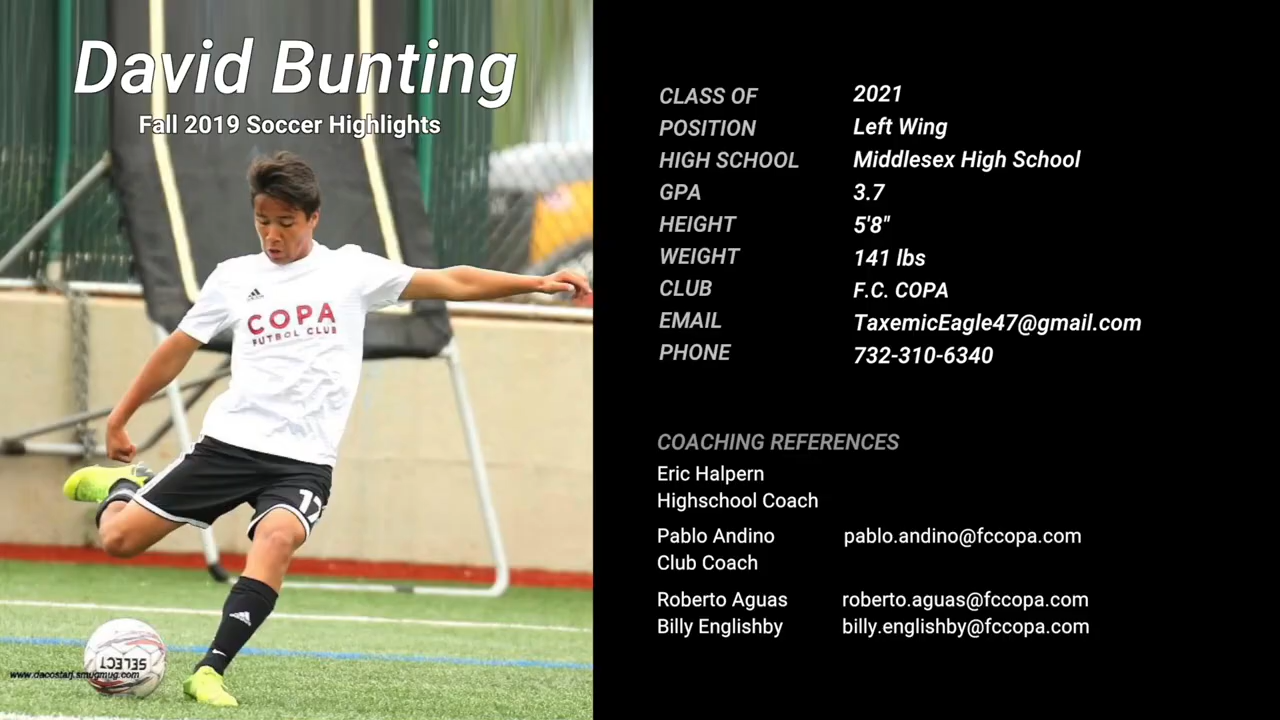 David Bunting
Fall 2019 Soccer Highlights
COPA
FUTBOL CLUB
17
SELECT
www.dacostarj.smugmug.com
CLASS OF 2021
POSITION Left Wing
HIGH SCHOOL Middlesex High School
GPA 3.7
HEIGHT 5'8"
WEIGHT 141 lbs
CLUB F.C. COPA
EMAIL TaxemicEagle47@gmail.com
PHONE 732-310-6340
COACHING REFERENCES
Eric Halpern
Highschool Coach
Pablo Andino pablo.andino@fccopa.com
Club Coach
Roberto Aguas roberto.aguas@fccopa.com
Billy Englishby billy.englishby@fccopa.com